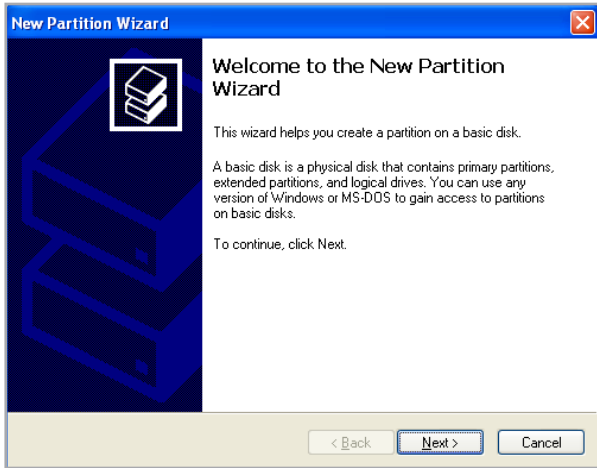 New Partition Wizard
Welcome to the New Partition
Wizard
This wizard helps you create a partition on a basic disk.
A basic disk is a physical disk that contains primary partitions,
extended partitions, and logical drives. You can use any
version of Windows or MS-DOS to gain access to partitions
on basic disks.
To continue, click Next.
< Back Next > Cancel